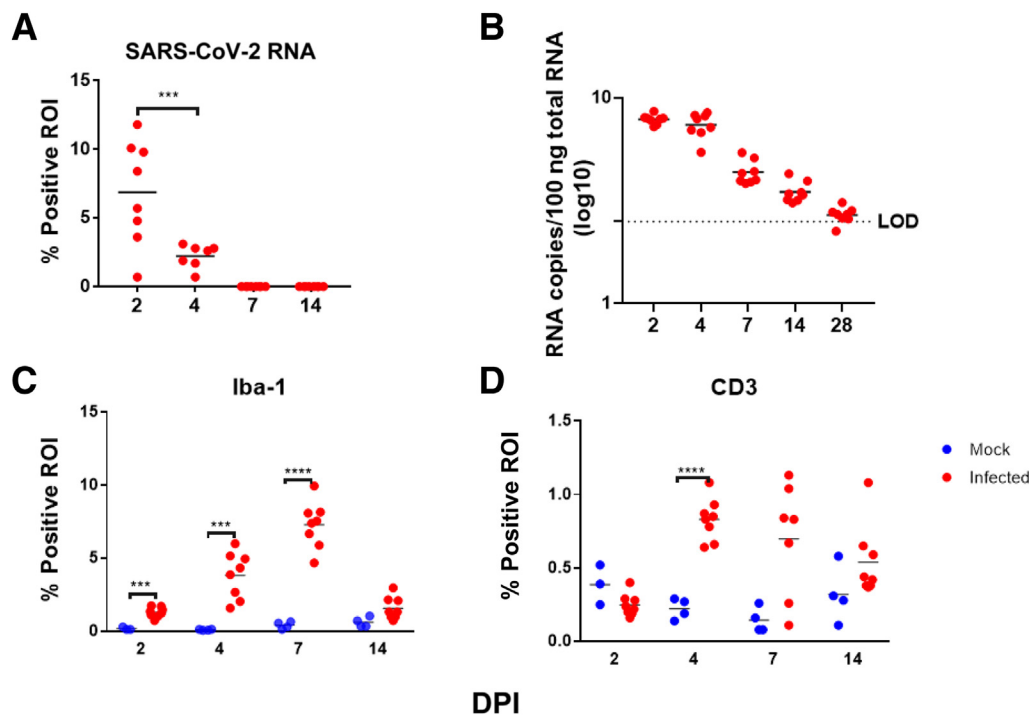 A
SARS-CoV-2 RNA
% Positive ROI
15
10
5
0
***
2 4 7 14
B
RNA copies/100 ng total RNA
(log10)
10
1
LOD
2 4 7 14 28
C
Iba-1
% Positive ROI
15
10
5
0
***
***
****
2 4 7 14
D
CD3
% Positive ROI
1.5
1.0
0.5
0.0
****
2 4 7 14
Mock
Infected
DPI